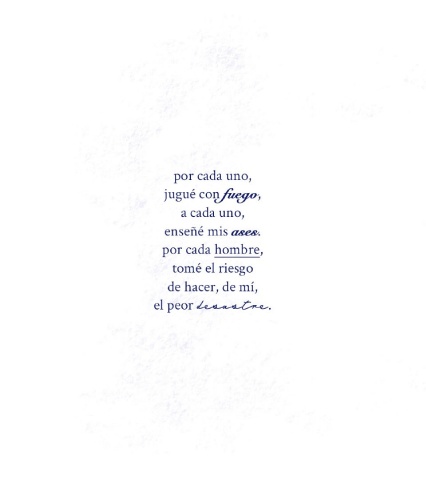 por cada uno,
jugué con fuego,
a cada uno,
enseñé mis ases.
por cada hombre,
tomé el riesgo
de hacer, de mí,
el peor desastre.